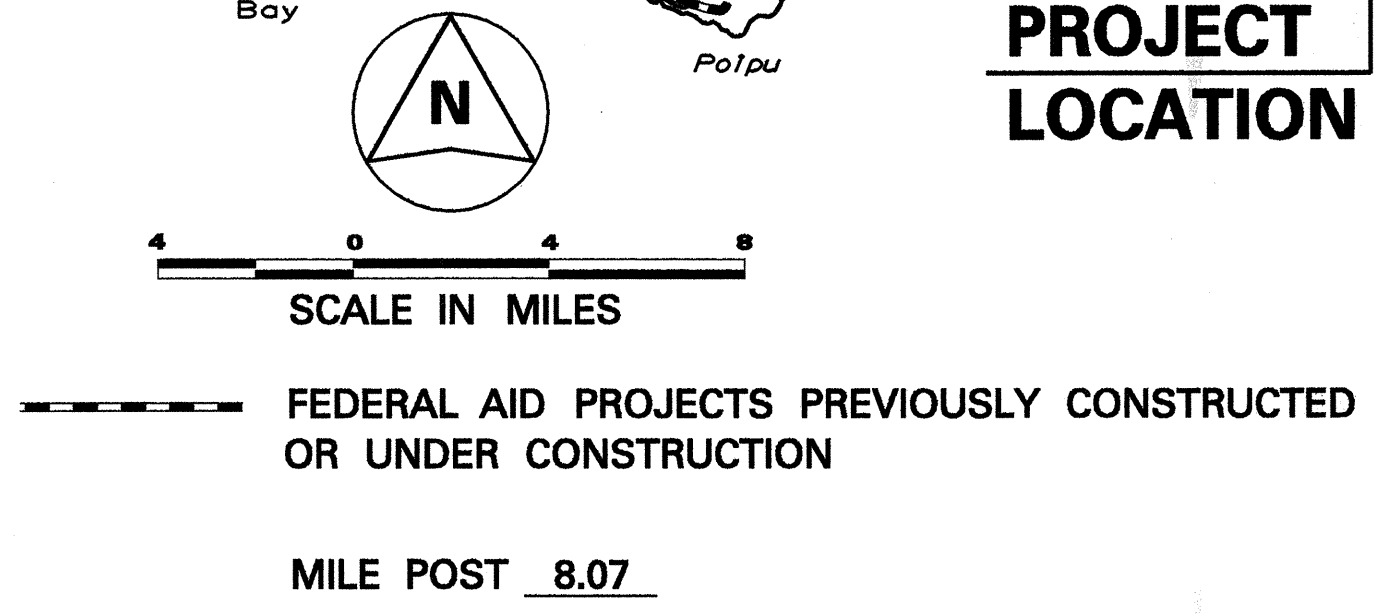 Bay
Poipu
PROJECT
LOCATION
N
4 0 4 8
SCALE IN MILES
FEDERAL AID PROJECTS PREVIOUSLY CONSTRUCTED
OR UNDER CONSTRUCTION
MILE POST 8.07